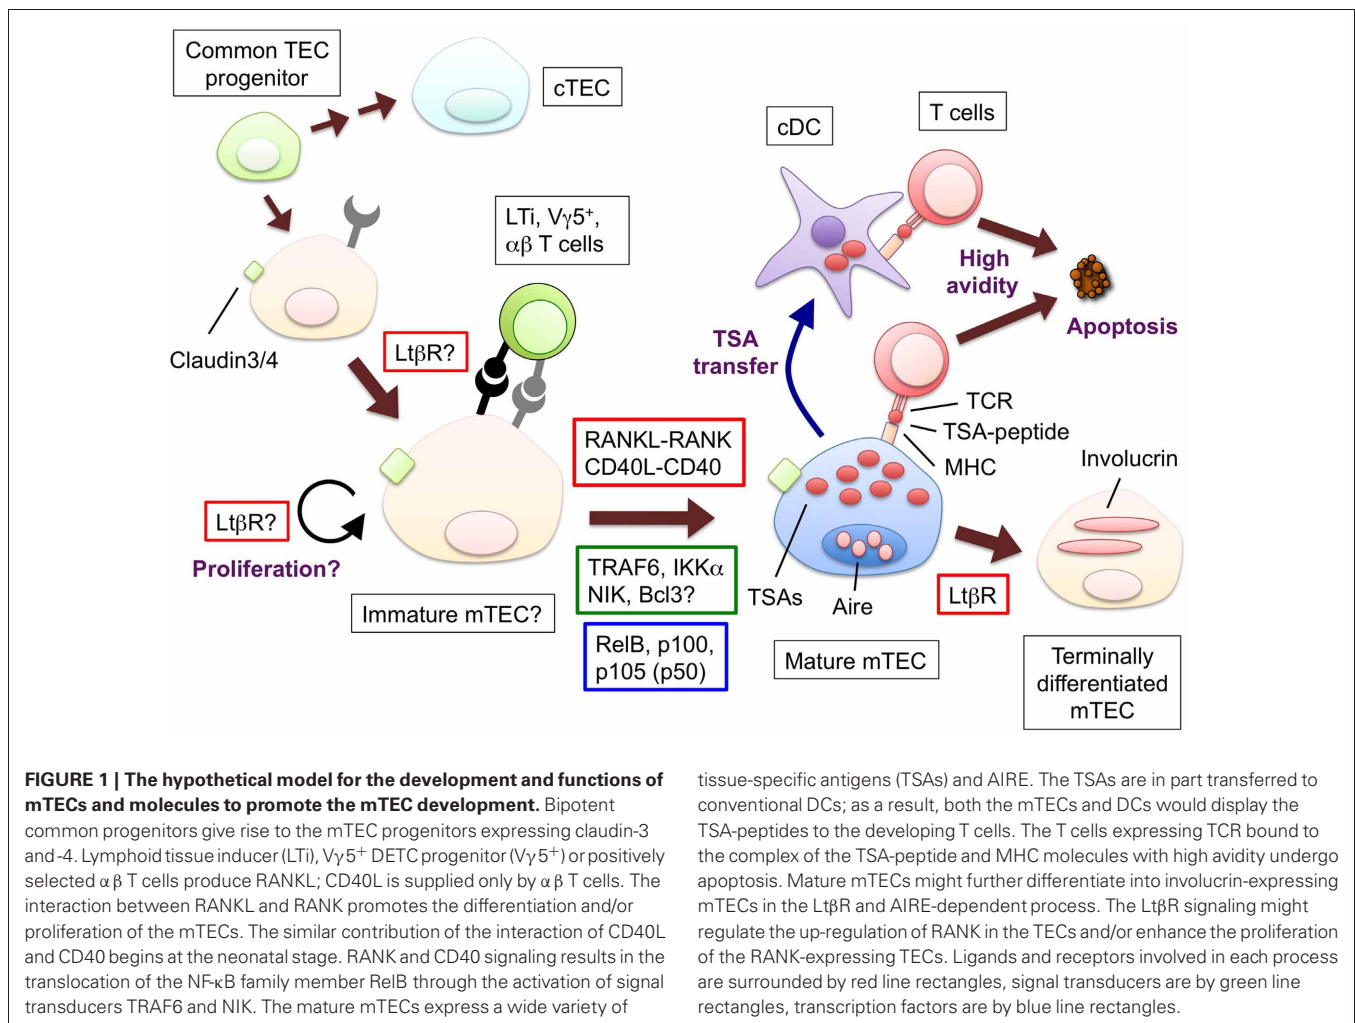 Common TEC
progenitor
cTEC
LTi, Vγ5⁺,
αβ T cells
Claudin3/4
LtβR?
LtβR?
Proliferation?
Immature mTEC?
RANKL-RANK
CD40L-CD40
TRAF6, IKKα
NIK, Bcl3?
RelB, p100,
p105 (p50)
cDC
T cells
High
avidity
Apoptosis
TSA
transfer
TCR
TSA-peptide
MHC
TSAs
Aire
Mature mTEC
LtβR
Involucrin
Terminally
differentiated
mTEC
FIGURE 1 | The hypothetical model for the development and functions of
mTECs and molecules to promote the mTEC development. Bipotent
common progenitors give rise to the mTEC progenitors expressing claudin-3
and -4. Lymphoid tissue inducer (LTi), Vγ5⁺ DETC progenitor (Vγ5⁺) or positively
selected αβ T cells produce RANKL; CD40L is supplied only by αβ T cells. The
interaction between RANKL and RANK promotes the differentiation and/or
proliferation of the mTECs. The similar contribution of the interaction of CD40L
and CD40 begins at the neonatal stage. RANK and CD40 signaling results in the
translocation of the NF-κB family member RelB through the activation of signal
transducers TRAF6 and NIK. The mature mTECs express a wide variety of
tissue-specific antigens (TSAs) and AIRE. The TSAs are in part transferred to
conventional DCs; as a result, both the mTECs and DCs would display the
TSA-peptides to the developing T cells. The T cells expressing TCR bound to
the complex of the TSA-peptide and MHC molecules with high avidity undergo
apoptosis. Mature mTECs might further differentiate into involucrin-expressing
mTECs in the LtβR and AIRE-dependent process. The LtβR signaling might
regulate the up-regulation of RANK in the TECs and/or enhance the proliferation
of the RANK-expressing TECs. Ligands and receptors involved in each process
are surrounded by red line rectangles, signal transducers are by green line
rectangles, transcription factors are by blue line rectangles.